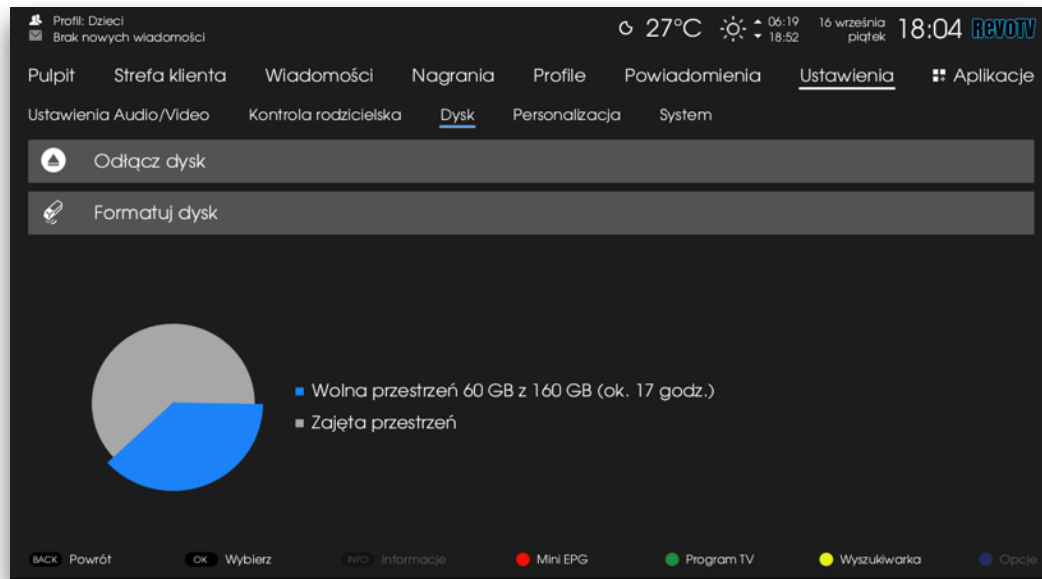 Profil: Dzieci
Brak nowych wiadomości
27°C
06:19
18:52
16 września
piątek
18:04
RevoTV
Pulpit Strefa klienta Wiadomości Nagrania Profile Powiadomienia Ustawienia Aplikacje
Ustawienia Audio/Video Kontrola rodzicielska Dysk Personalizacja System
Odłącz dysk
Formatuj dysk
Wolna przestrzeń 60 GB z 160 GB (ok. 17 godz.)
Zajęta przestrzeń
BACK Powrót OK Wybierz INFO Informacje Mini EPG Program TV Wyszukiwarka Opcje